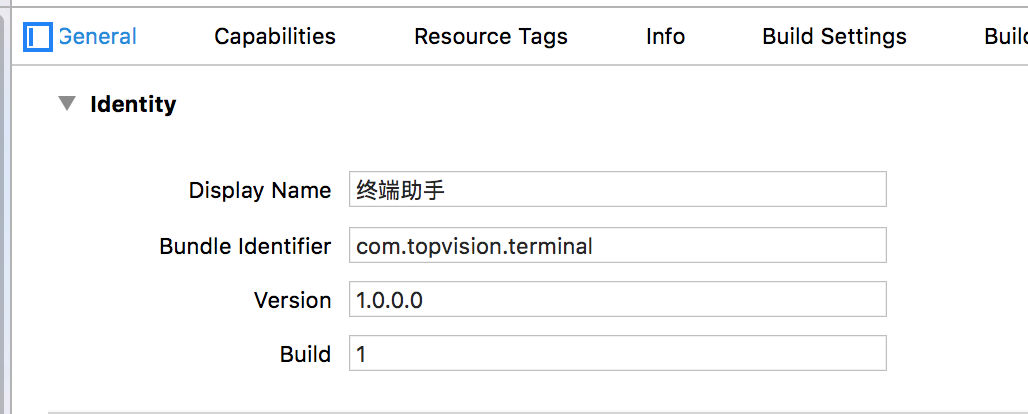 General Capabilities Resource Tags Info Build Settings Buil
Identity
Display Name 终端助手
Bundle Identifier com.topvision.terminal
Version 1.0.0.0
Build 1